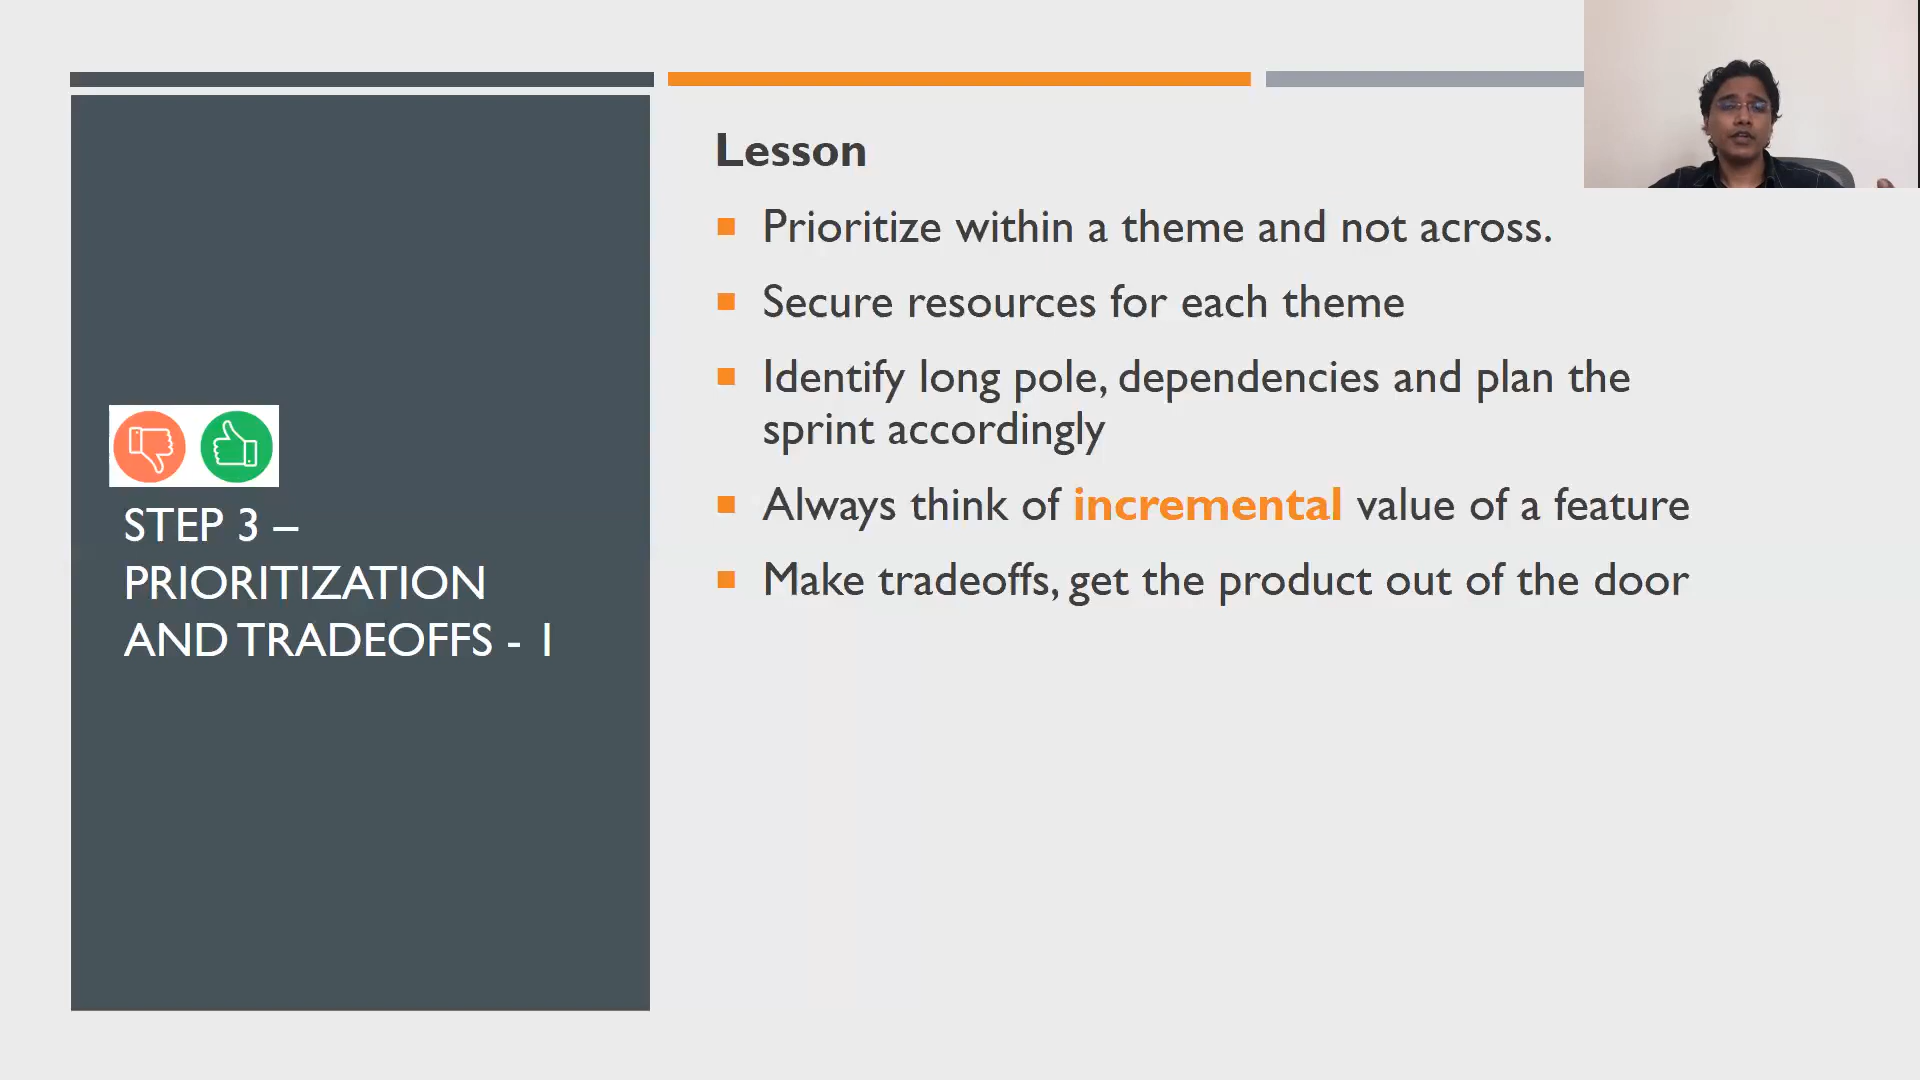 STEP 3 –
PRIORITIZATION
AND TRADEOFFS - 1
Lesson
Prioritize within a theme and not across.
Secure resources for each theme
Identify long pole, dependencies and plan the
sprint accordingly
Always think of incremental value of a feature
Make tradeoffs, get the product out of the door